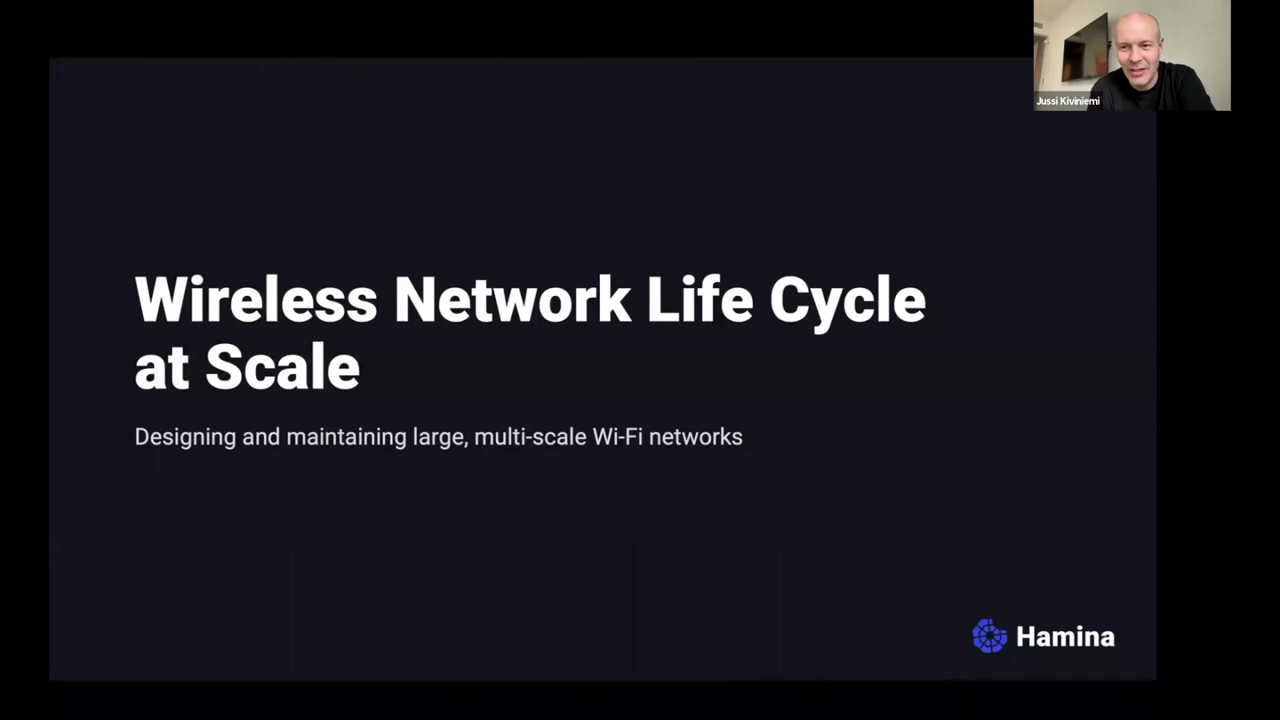 Jussi Kiviniemi
Wireless Network Life Cycle
at Scale
Designing and maintaining large, multi-scale Wi-Fi networks
Hamina